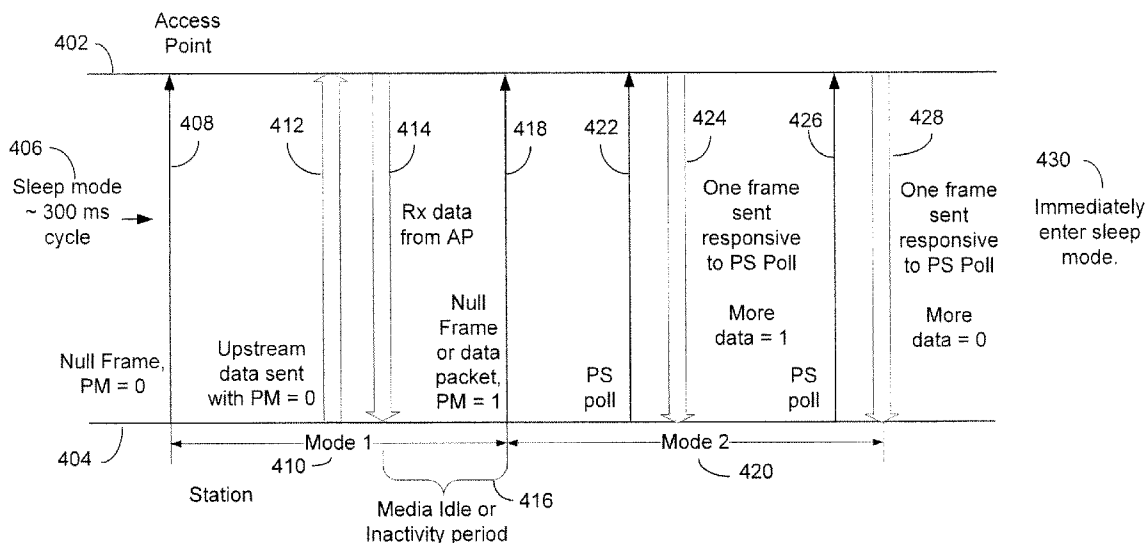 Access
Point
402
408
412
414
418
422
424
426
428
406
Sleep mode
~ 300 ms
cycle
430
Immediately
enter sleep
mode.
Rx data
from AP
One frame
sent
responsive
to PS Poll
One frame
sent
responsive
to PS Poll
Null Frame,
PM = 0
Upstream
data sent
with PM = 0
Null
Frame
or data
packet,
PM = 1
PS
poll
More
data = 1
PS
poll
More
data = 0
404
Mode 1
410
Mode 2
420
Station
416
Media Idle or
Inactivity period